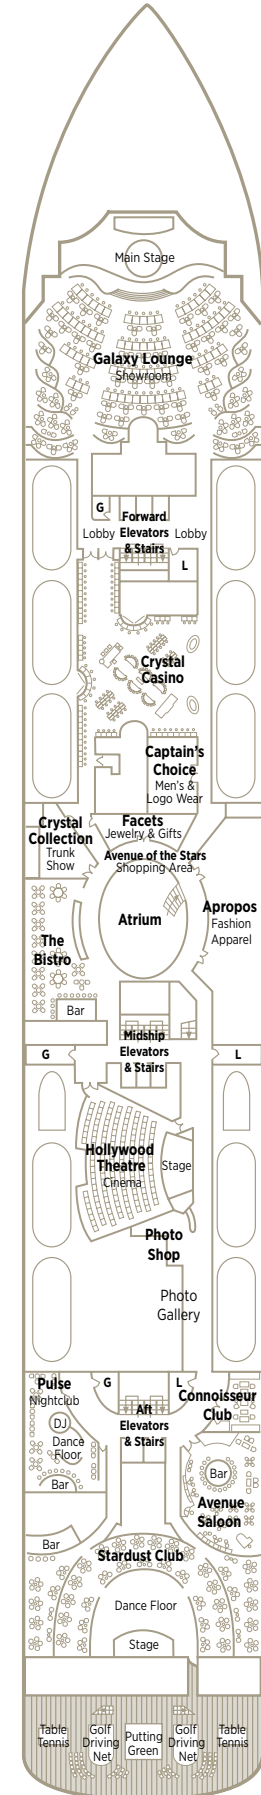 Main Stage
Galaxy Lounge
Showroom
G
Forward
Lobby Elevators Lobby
& Stairs
L
Crystal
Casino
Captain's
Choice
Men's &
Logo Wear
Crystal
Collection
Trunk
Show
Facets
Jewelry & Gifts
Avenue of the Stars
Shopping Area
Atrium
Apropos
Fashion
Apparel
The
Bistro
Bar
Midship
Elevators
& Stairs
G
L
Hollywood
Theatre
Cinema
Stage
Photo
Shop
Photo
Gallery
Pulse
Nightclub
G
L
Connoisseur
Club
DJ
Dance
Floor
Bar
Aft
Elevators
& Stairs
Bar
Avenue
Saloon
Bar
Stardust Club
Dance Floor
Stage
Table
Tennis
Golf
Driving
Net
Putting
Green
Golf
Driving
Net
Table
Tennis